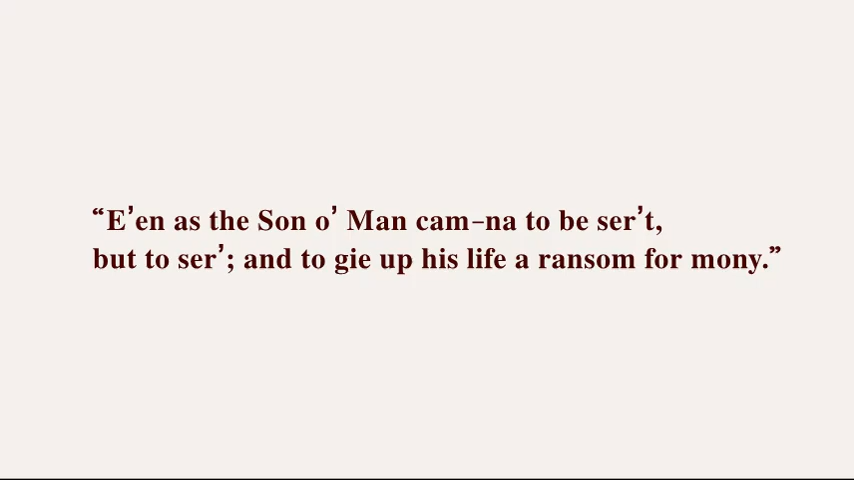 “E’en as the Son o’ Man cam-na to be ser’t,
but to ser’; and to gie up his life a ransom for mony.”